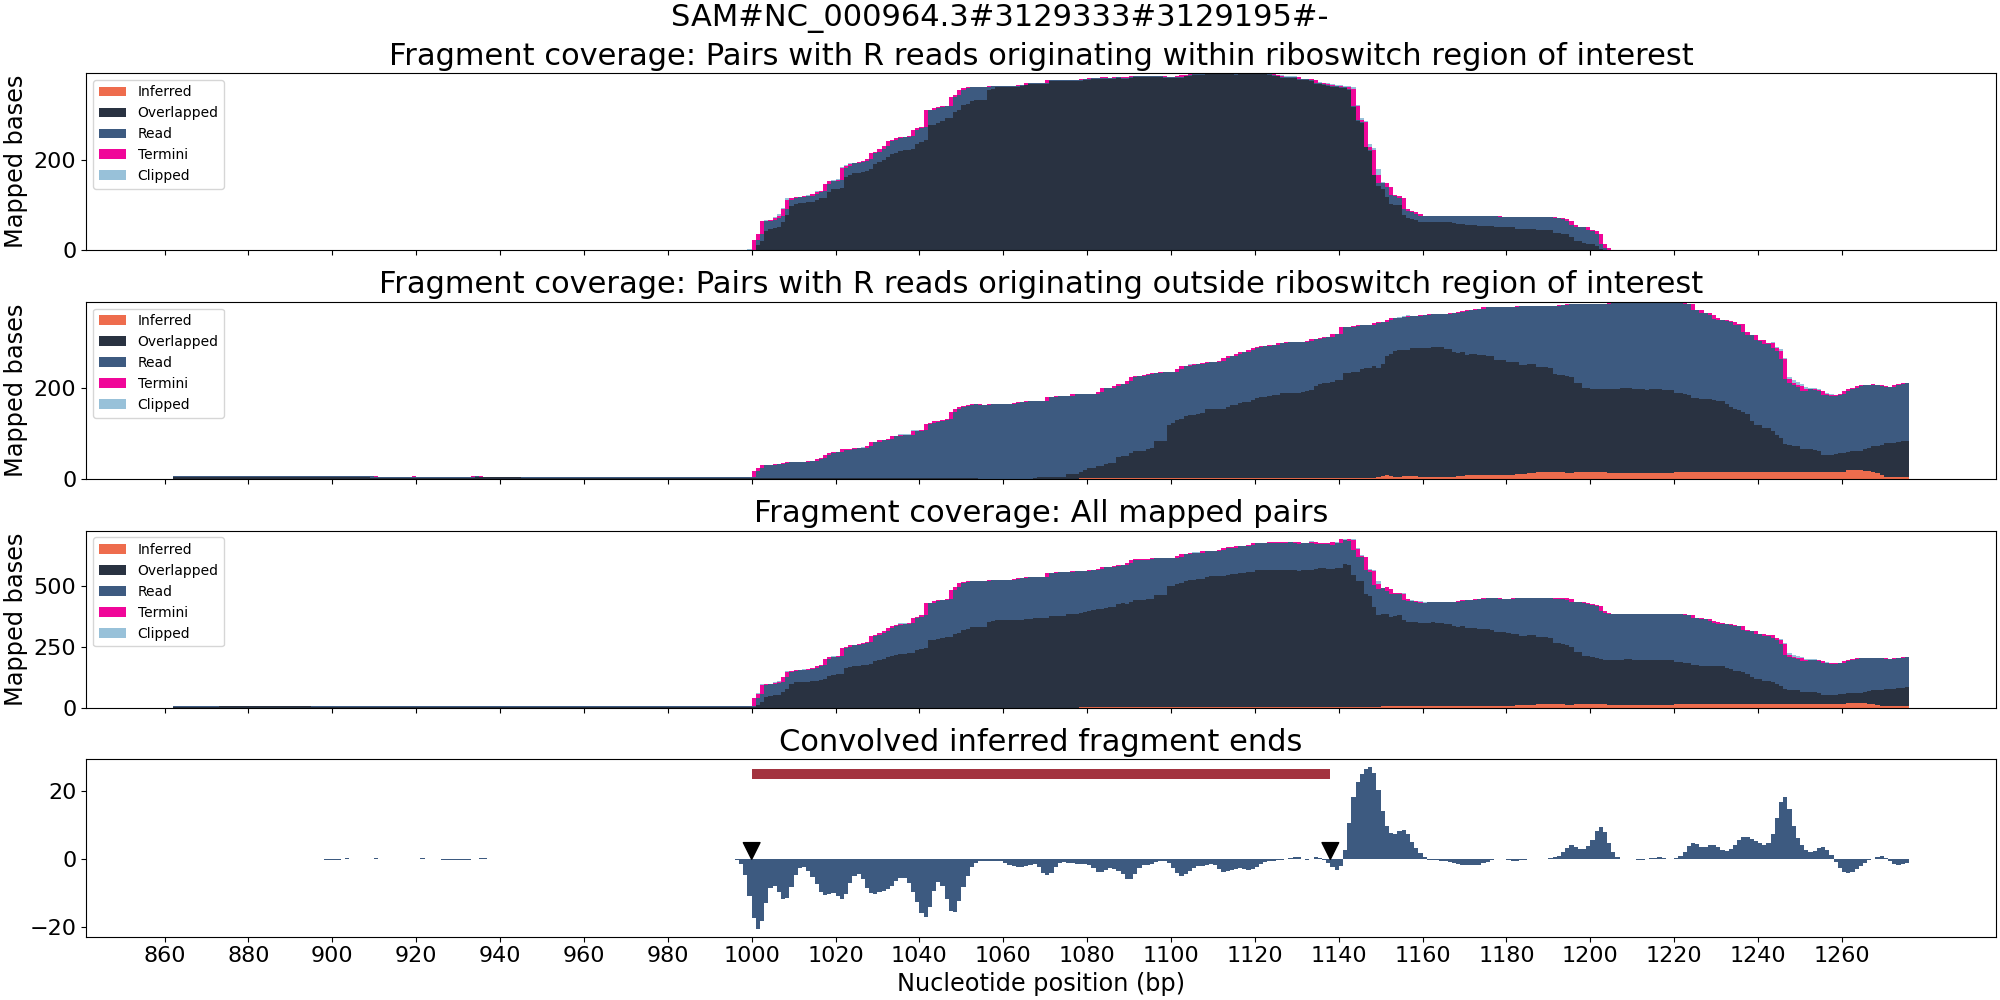 SAM#NC_000964.3#3129333#3129195#-
Fragment coverage: Pairs with R reads originating within riboswitch region of interest
Mapped bases
200
0
Inferred
Overlapped
Read
Termini
Clipped
Fragment coverage: Pairs with R reads originating outside riboswitch region of interest
Mapped bases
200
0
Inferred
Overlapped
Read
Termini
Clipped
Fragment coverage: All mapped pairs
Mapped bases
500
250
0
Inferred
Overlapped
Read
Termini
Clipped
Convolved inferred fragment ends
20
0
−20
860 880 900 920 940 960 980 1000 1020 1040 1060 1080 1100 1120 1140 1160 1180 1200 1220 1240 1260
Nucleotide position (bp)